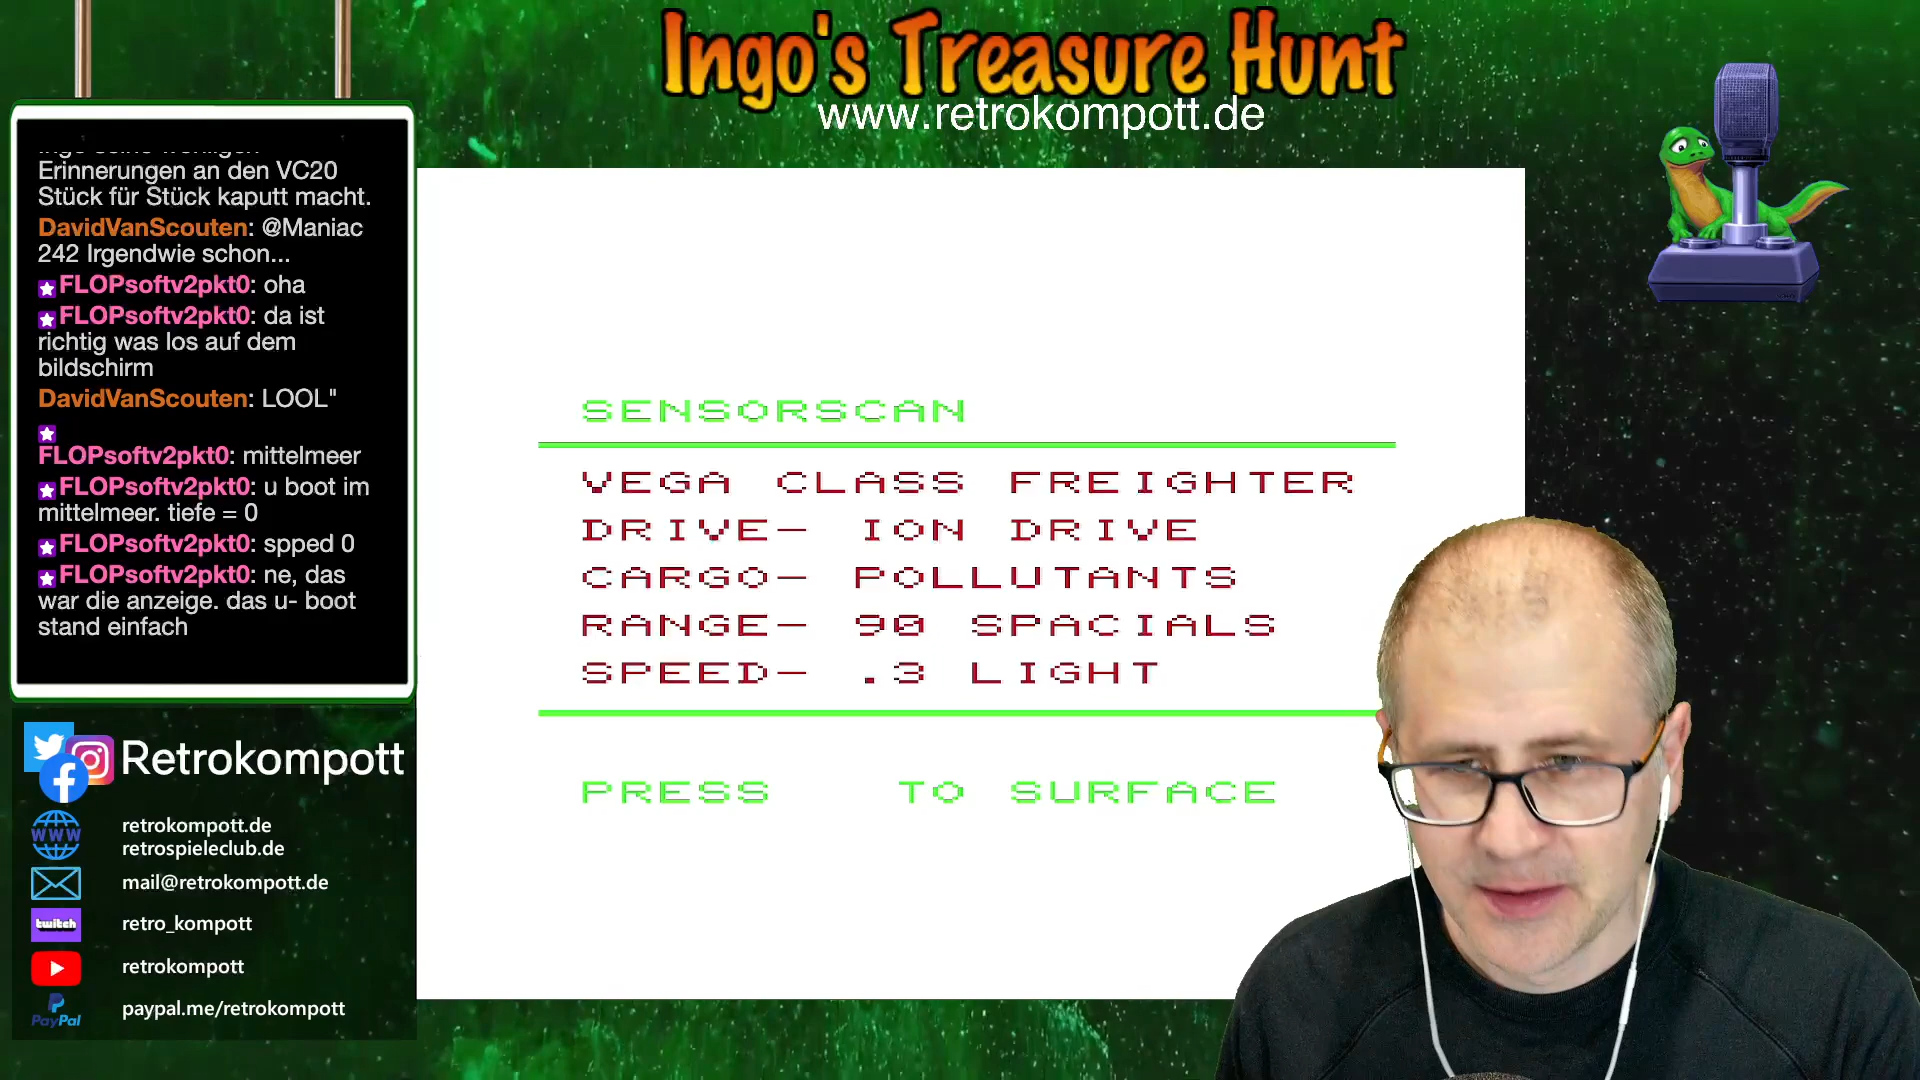 Ingo's Treasure Hunt
www.retrokompott.de
Erinnerungen an den VC20
Stück für Stück kaputt macht.
DavidVanScouten: @Maniac
242 Irgendwie schon...
FLOPsoftv2pkt0: oha
FLOPsoftv2pkt0: da ist
richtig was los auf dem
bildschirm
DavidVanScouten: LOOL"
FLOPsoftv2pkt0: mittelmeer
FLOPsoftv2pkt0: u boot im
mittelmeer. tiefe = 0
FLOPsoftv2pkt0: spped 0
FLOPsoftv2pkt0: ne, das
war die anzeige. das u- boot
stand einfach
SENSORSCAN
VEGA CLASS FREIGHTER
DRIVE- ION DRIVE
CARGO- POLLUTANTS
RANGE- 90 SPACIALS
SPEED- .3 LIGHT
PRESS TO SURFACE
Retrokompott
www
retrokompott.de
retrospieleclub.de
mail@retrokompott.de
twitch
retro_kompott
retrokompott
PayPal
paypal.me/retrokompott